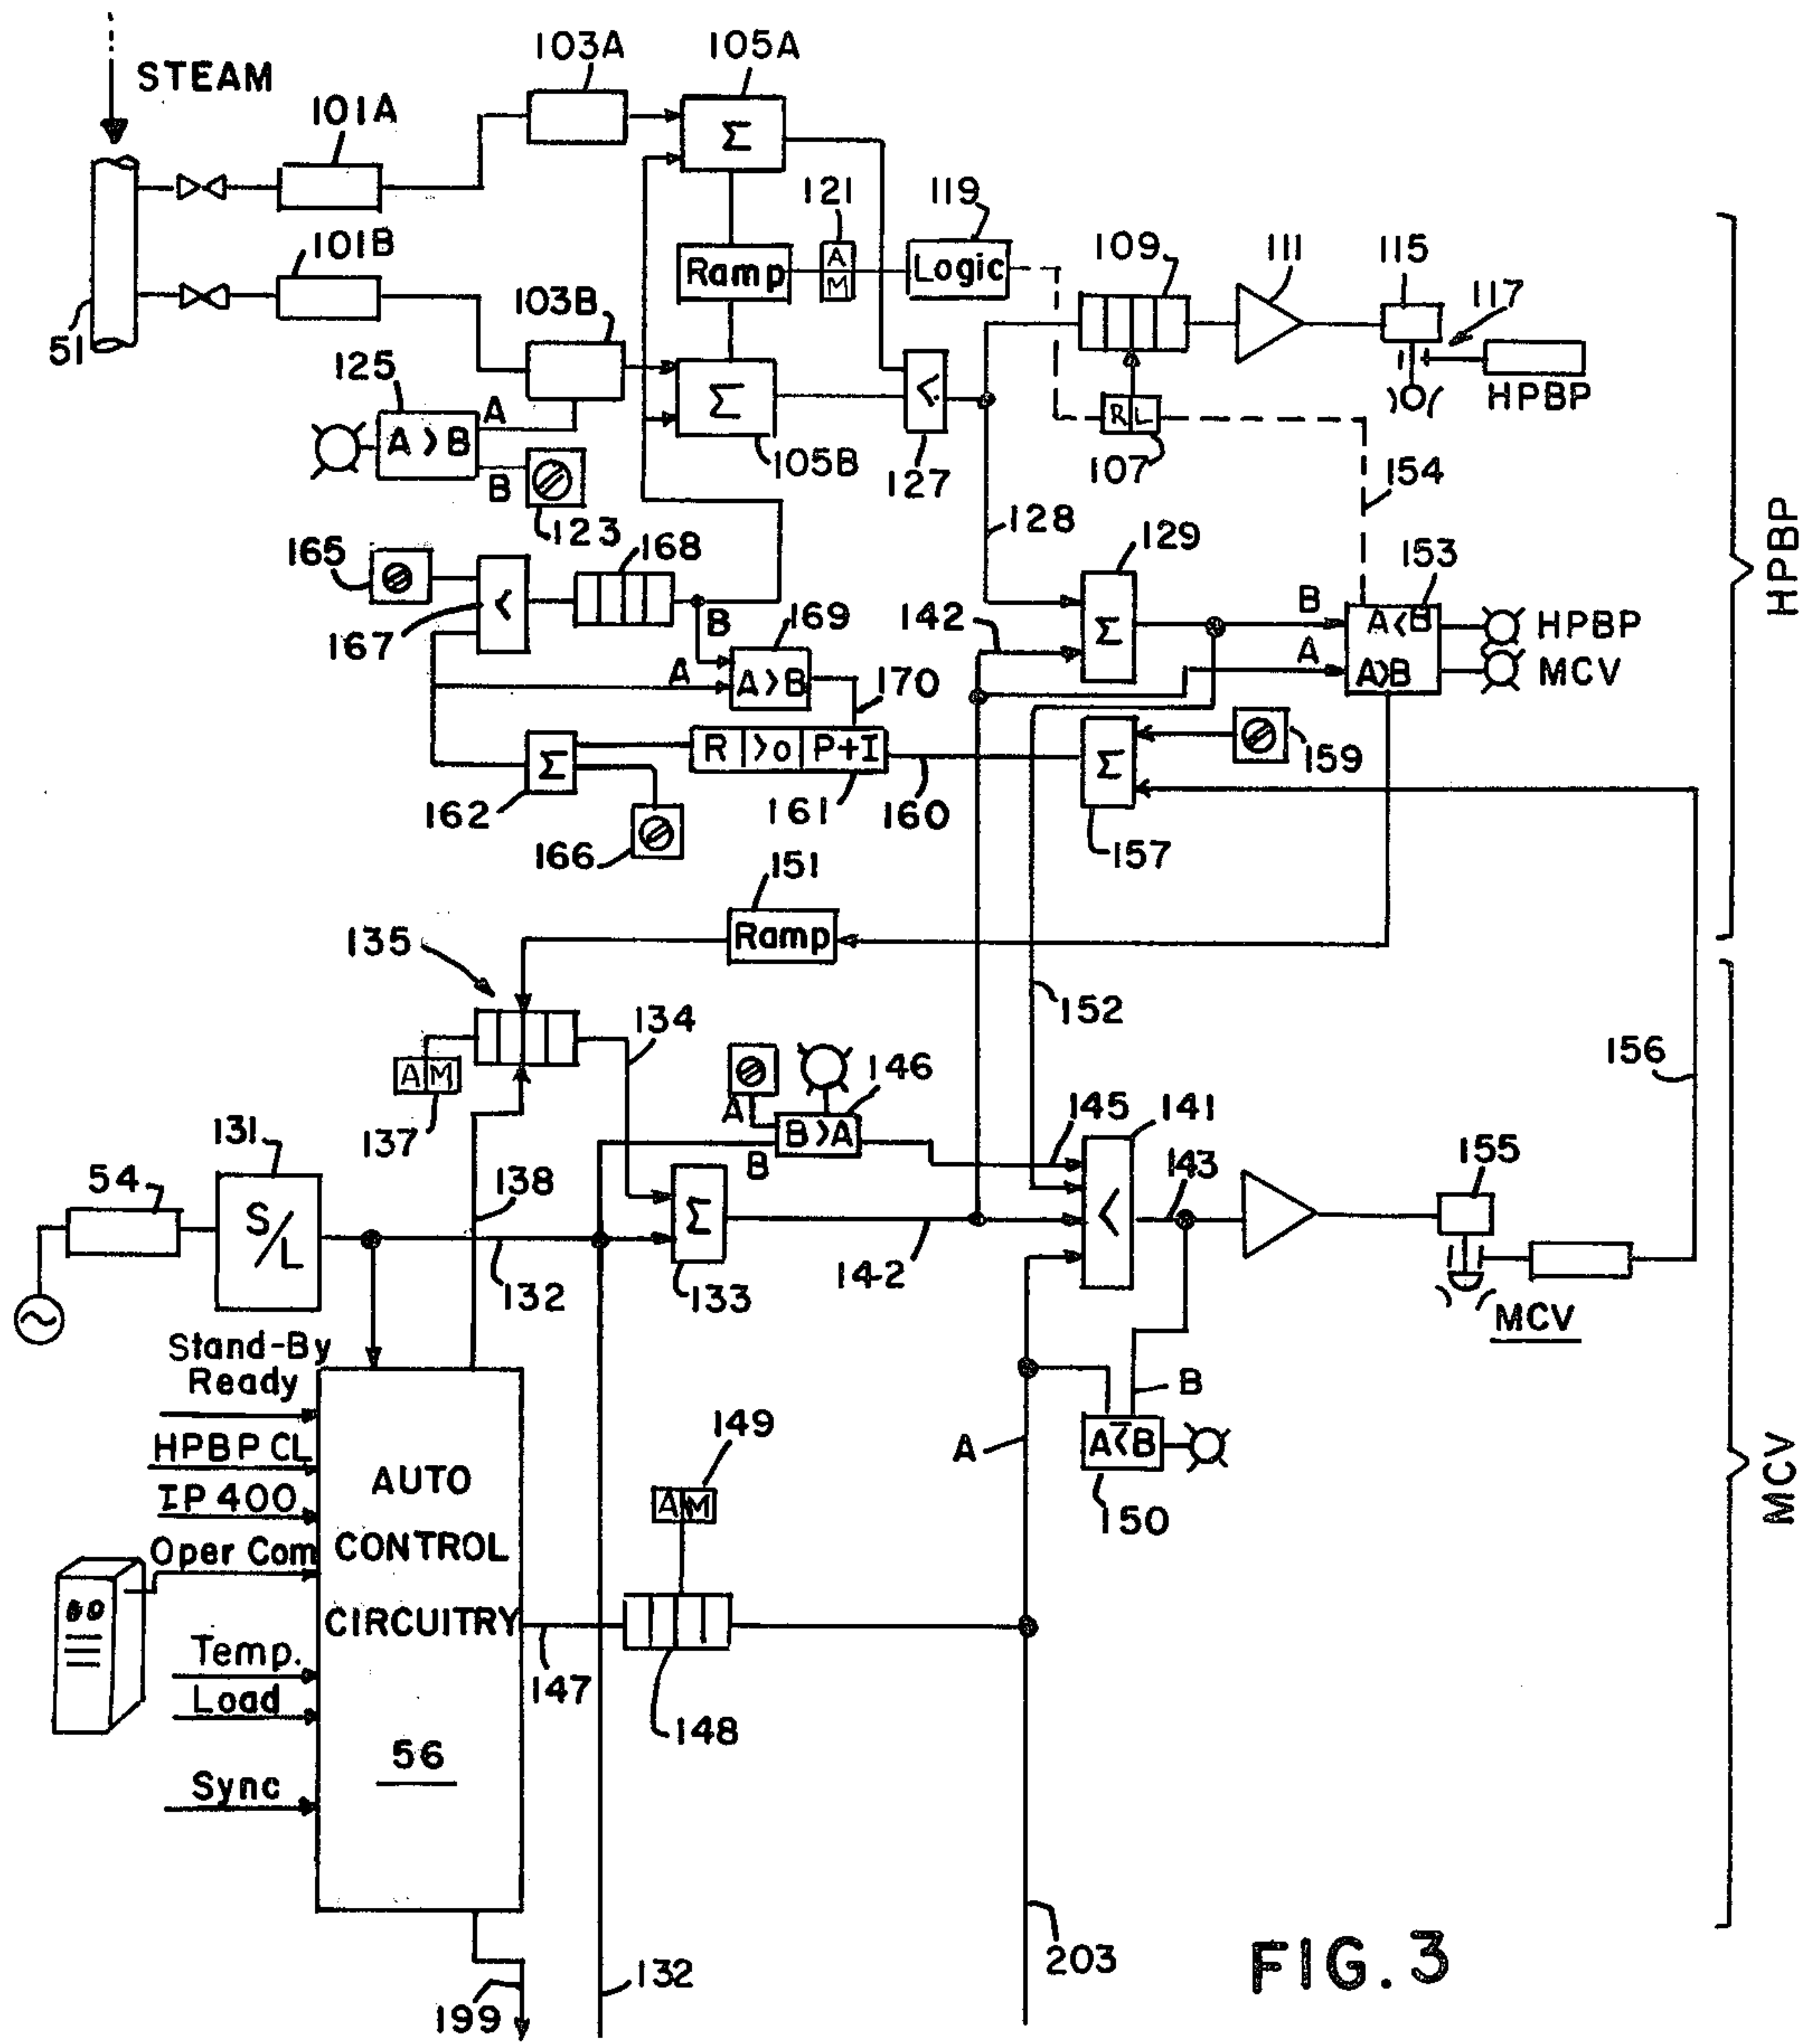 STEAM
103A
105A
101A
Σ
121
119
101B
Ramp
A
M
Logic
109
111
115
117
103B
51
125
A
A > B
B
123
Σ
105B
<
127
R L
107
HPBP
154
128
129
165
168
153
<
167
B
169
142
Σ
B
A<B
HPBP
A
A>B
MCV
A
A>B
170
R >0 P+I
Σ
159
Σ
162
161
160
157
166
151
Ramp
135
134
152
156
A M
137
A
146
B>A
B
145
141
131
54
S/L
138
Σ
143
155
<
132
133
142
MCV
Stand-By
Ready
HPBP CL
IP 400
Oper Com
AUTO
CONTROL
CIRCUITRY
56
149
A M
A
B
A<B
150
Temp.
Load
147
148
Sync
199
132
203
HPBP
MCV
FIG. 3